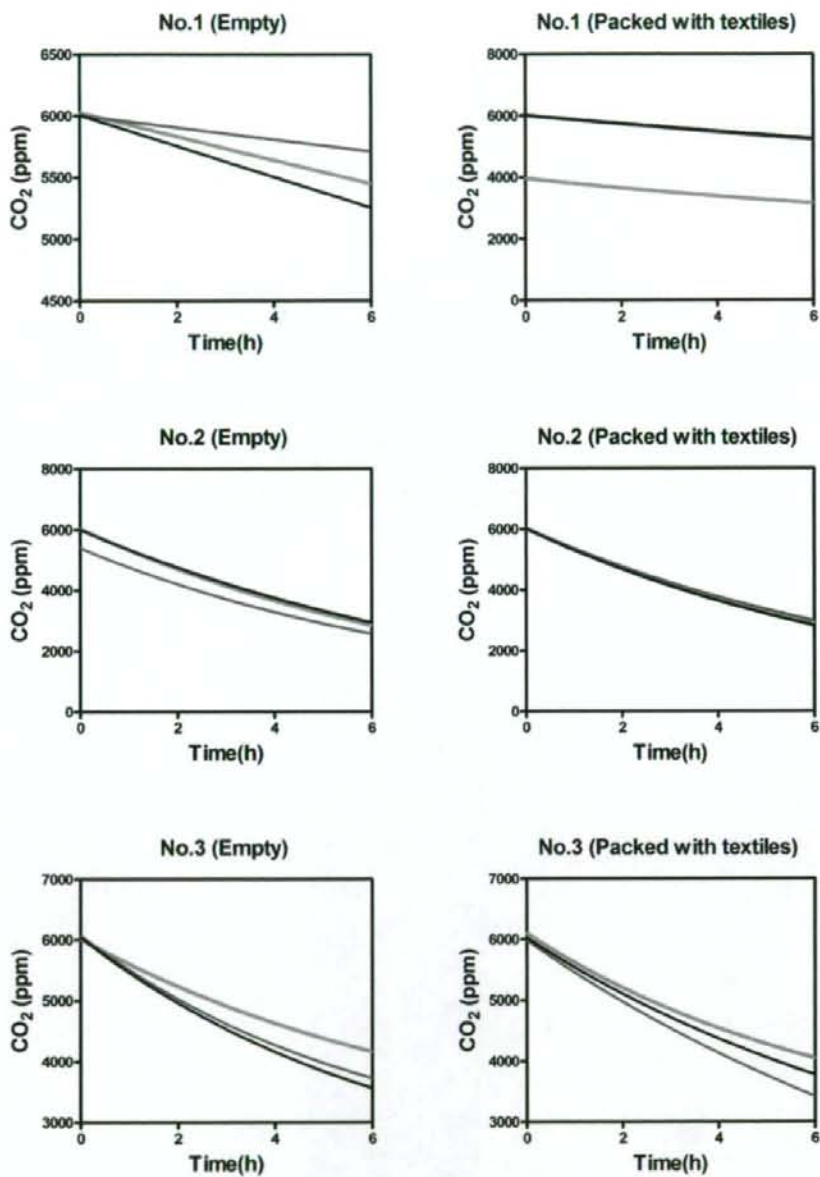 No.1 (Empty)
6500
6000
5500
5000
4500
CO2 (ppm)
0 2 4 6
Time(h)
No.1 (Packed with textiles)
8000
6000
4000
2000
0
CO2 (ppm)
0 2 4 6
Time(h)
No.2 (Empty)
8000
6000
4000
2000
0
CO2 (ppm)
0 2 4 6
Time(h)
No.2 (Packed with textiles)
8000
6000
4000
2000
0
CO2 (ppm)
0 2 4 6
Time(h)
No.3 (Empty)
7000
6000
5000
4000
3000
CO2 (ppm)
0 2 4 6
Time(h)
No.3 (Packed with textiles)
7000
6000
5000
4000
3000
CO2 (ppm)
0 2 4 6
Time(h)